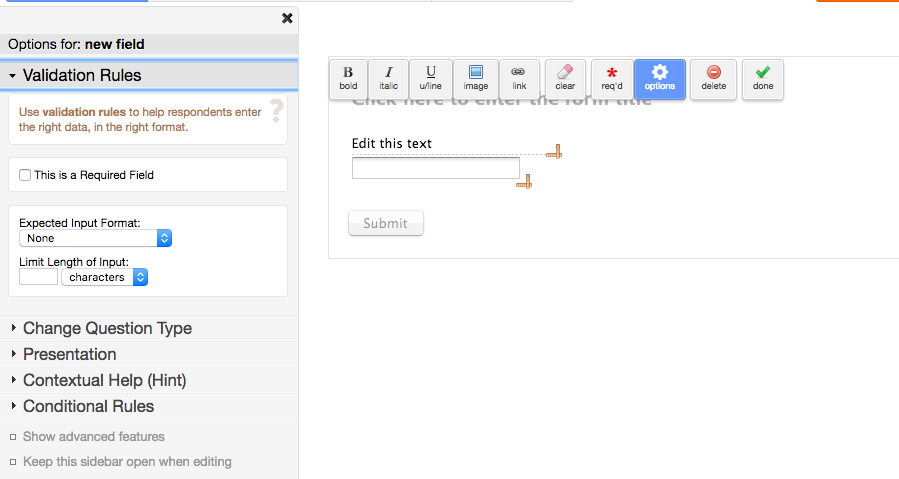 Options for: new field
Validation Rules
Use validation rules to help respondents enter
the right data, in the right format.
?
This is a Required Field
Expected Input Format:
None
Limit Length of Input:
characters
Change Question Type
Presentation
Contextual Help (Hint)
Conditional Rules
Show advanced features
Keep this sidebar open when editing
B I U
bold italic u/line image link clear req'd options delete done
Click here to enter the form title
Edit this text
Submit